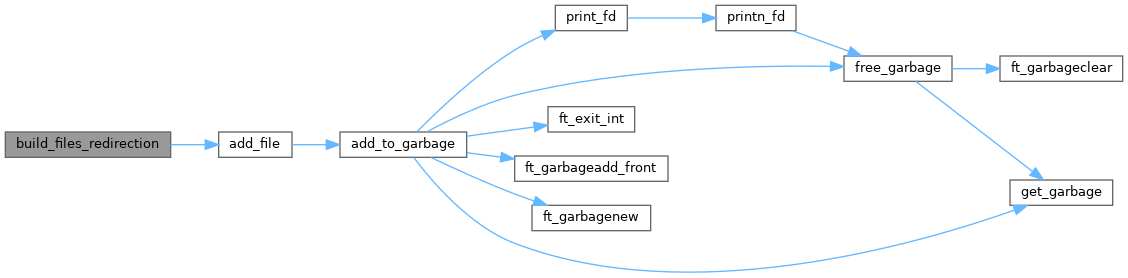 build_files_redirection
add_file
add_to_garbage
print_fd
printn_fd
free_garbage
ft_garbageclear
ft_exit_int
ft_garbageadd_front
ft_garbagenew
get_garbage